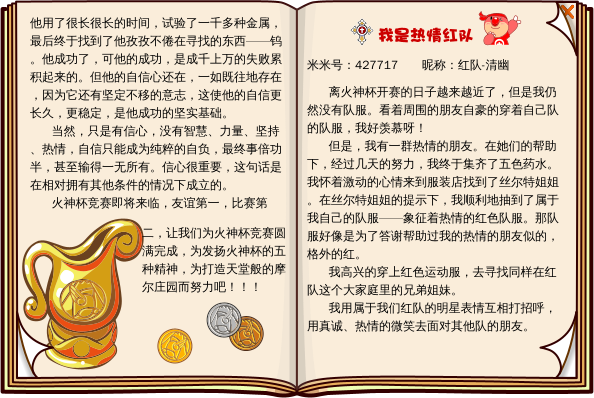 他用了很长很长的时间，试验了一千多种金属，
最后终于找到了他孜孜不倦在寻找的东西——钨
。他成功了，可他的成功，是成千上万的失败累
积起来的。但他的自信心还在，一如既往地存在
，因为它还有坚定不移的意志，这使他的自信更
长久，更稳定，是他成功的坚实基础。
当然，只是有信心，没有智慧、力量、坚持
、热情，自信只能成为纯粹的自负，最终事倍功
半，甚至输得一无所有。信心很重要，这句话是
在相对拥有其他条件的情况下成立的。
火神杯竞赛即将来临，友谊第一，比赛第
二，让我们为火神杯竞赛圆
满完成，为发扬火神杯的五
种精神，为打造天堂般的摩
尔庄园而努力吧！！！
我是热情红队
米米号：427717 昵称：红队-清幽
离火神杯开赛的日子越来越近了，但是我仍
然没有队服。看着周围的朋友自豪的穿着自己队
的队服，我好羡慕呀！
但是，我有一群热情的朋友。在她们的帮助
下，经过几天的努力，我终于集齐了五色药水。
我怀着激动的心情来到服装店找到了丝尔特姐姐
。在丝尔特姐姐的提示下，我顺利地抽到了属于
我自己的队服——象征着热情的红色队服。那队
服好像是为了答谢帮助过我的热情的朋友似的，
格外的红。
我高兴的穿上红色运动服，去寻找同样在红
队这个大家庭里的兄弟姐妹。
我用属于我们红队的明星表情互相打招呼，
用真诚、热情的微笑去面对其他队的朋友。